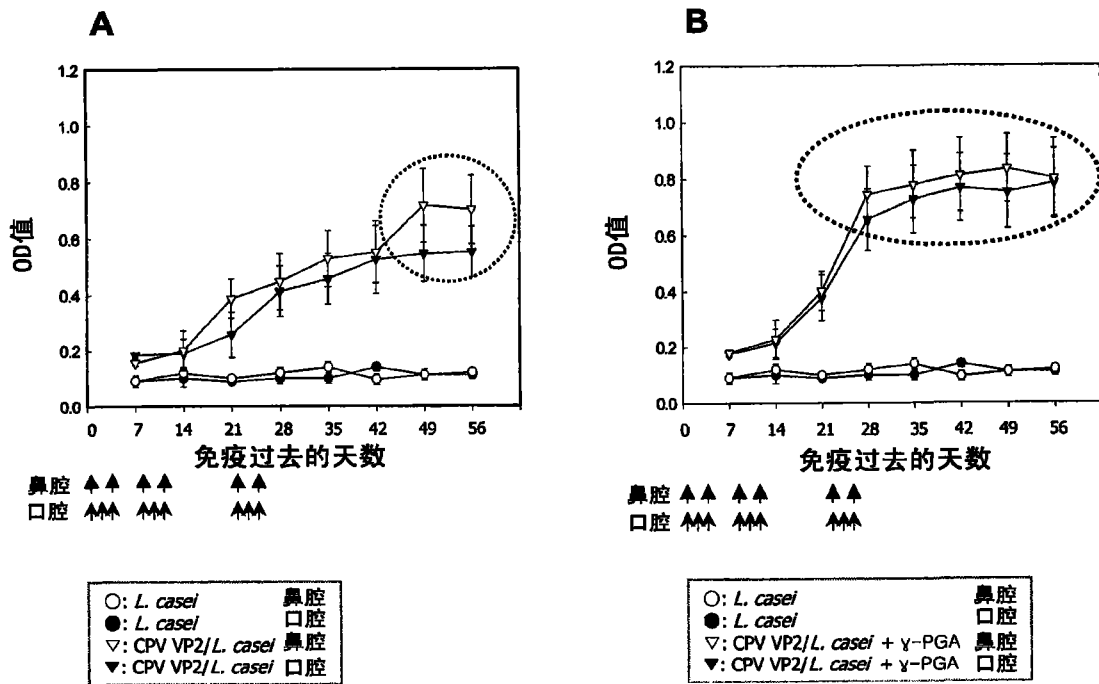 A
1.2
1.0
0.8
0.6
0.4
0.2
0.0
OD值
0 7 14 21 28 35 42 49 56
免疫过去的天数
鼻腔
口腔
○: L. casei 鼻腔
●: L. casei 口腔
▽: CPV VP2/L. casei 鼻腔
▼: CPV VP2/L. casei 口腔
B
1.2
1.0
0.8
0.6
0.4
0.2
0.0
OD值
0 7 14 21 28 35 42 49 56
免疫过去的天数
鼻腔
口腔
○: L. casei 鼻腔
●: L. casei 口腔
▽: CPV VP2/L. casei + γ-PGA 鼻腔
▼: CPV VP2/L. casei + γ-PGA 口腔